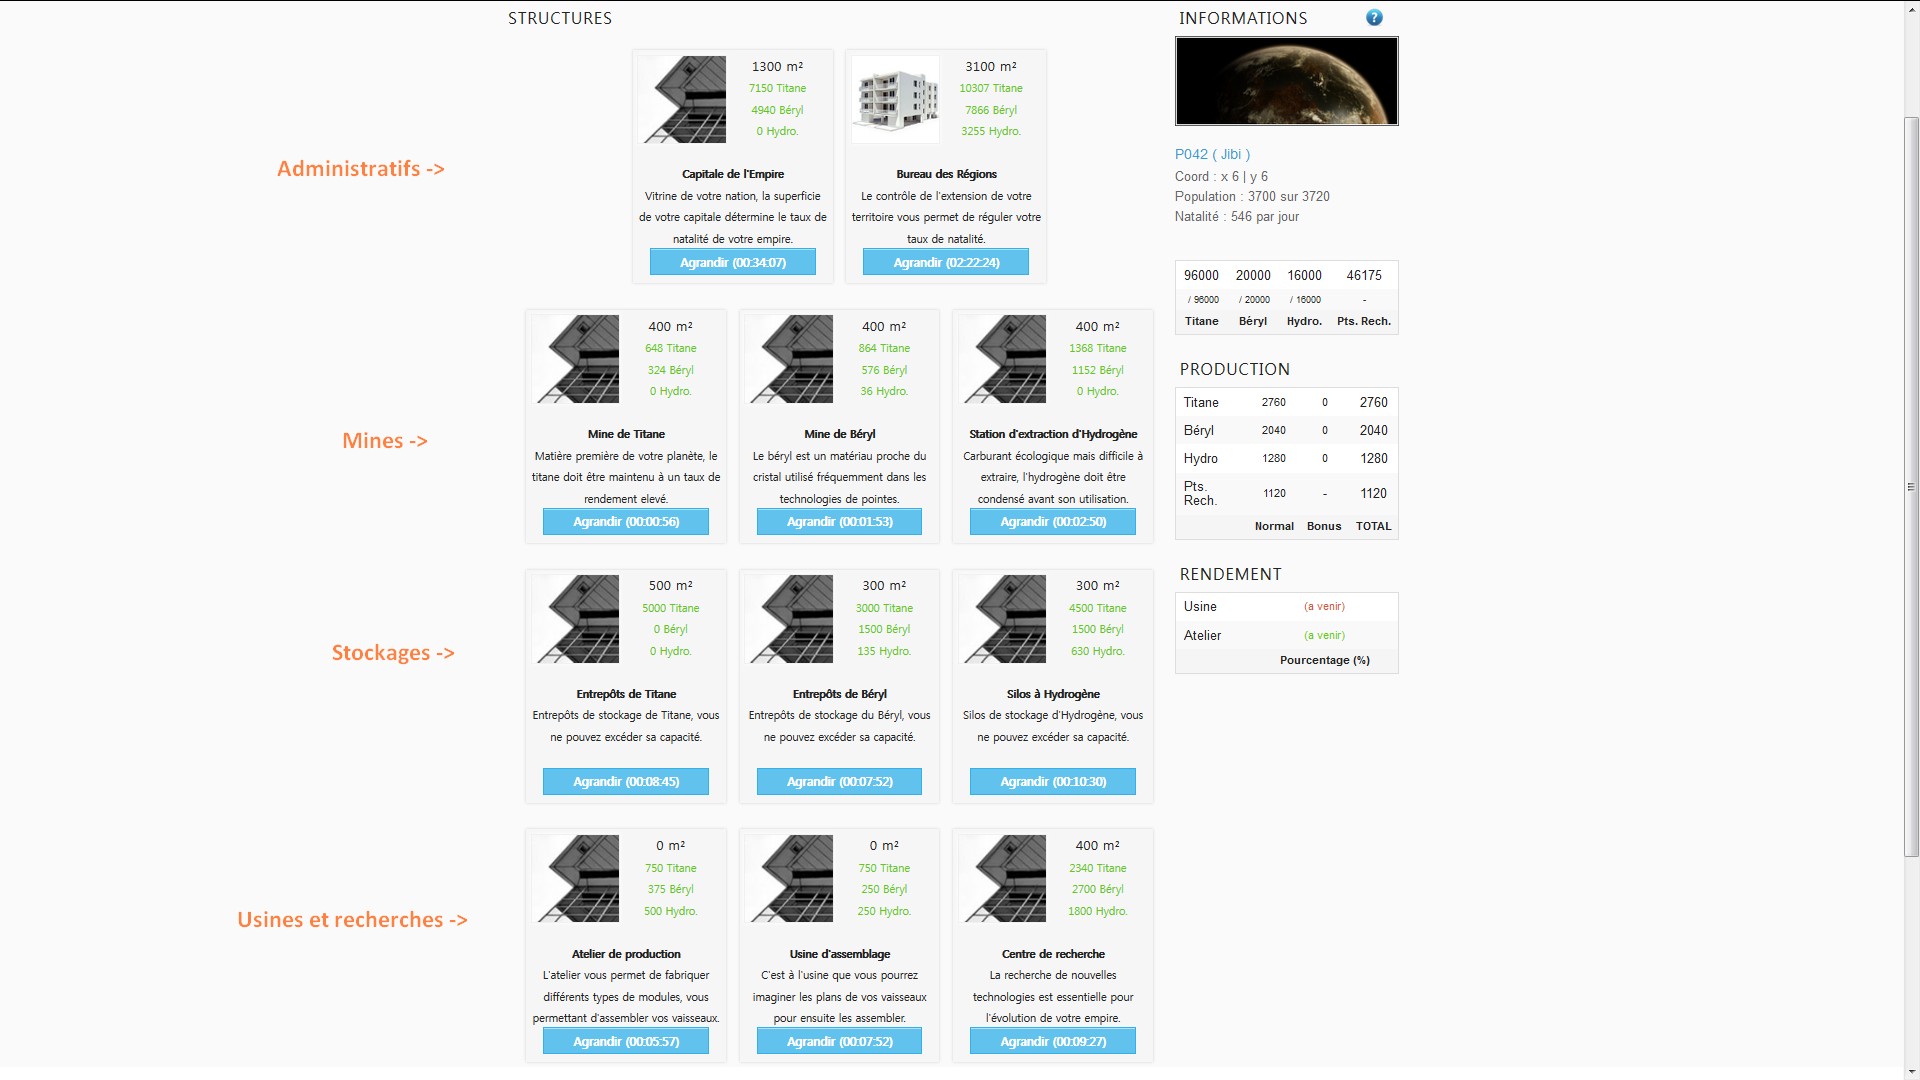 STRUCTURES
1300 m²
7150 Titane
4940 Béryl
0 Hydro.
Capitale de l'Empire
Vitrine de votre nation, la superficie
de votre capitale détermine le taux de
natalité de votre empire.
Agrandir (00:34:07)
3100 m²
10307 Titane
7866 Béryl
3255 Hydro.
Bureau des Régions
Le contrôle de l'extension de votre
territoire vous permet de réguler votre
taux de natalité.
Agrandir (02:22:24)
Administratifs ->
400 m²
648 Titane
324 Béryl
0 Hydro.
Mine de Titane
Matière première de votre planète, le
titane doit être maintenu à un taux de
rendement elevé.
Agrandir (00:00:56)
400 m²
864 Titane
576 Béryl
36 Hydro.
Mine de Béryl
Le béryl est un matériau proche du
cristal utilisé fréquemment dans les
technologies de pointes.
Agrandir (00:01:53)
400 m²
1368 Titane
1152 Béryl
0 Hydro.
Station d'extraction d'Hydrogène
Carburant écologique mais difficile à
extraire, l'hydrogène doit être
condensé avant son utilisation.
Agrandir (00:02:50)
Mines ->
500 m²
5000 Titane
0 Béryl
0 Hydro.
Entrepôts de Titane
Entrepôts de stockage de Titane, vous
ne pouvez excéder sa capacité.
Agrandir (00:08:45)
300 m²
3000 Titane
1500 Béryl
135 Hydro.
Entrepôts de Béryl
Entrepôts de stockage du Béryl, vous
ne pouvez excéder sa capacité.
Agrandir (00:07:52)
300 m²
4500 Titane
1500 Béryl
630 Hydro.
Silos à Hydrogène
Silos de stockage d'Hydrogène, vous
ne pouvez excéder sa capacité.
Agrandir (00:10:30)
Stockages ->
0 m²
750 Titane
375 Béryl
500 Hydro.
Atelier de production
L'atelier vous permet de fabriquer
différents types de modules, vous
permettant d'assembler vos vaisseaux.
Agrandir (00:05:57)
0 m²
750 Titane
250 Béryl
250 Hydro.
Usine d'assemblage
C'est à l'usine que vous pourrez
imaginer les plans de vos vaisseaux
pour ensuite les assembler.
Agrandir (00:07:52)
400 m²
2340 Titane
2700 Béryl
1800 Hydro.
Centre de recherche
La recherche de nouvelles
technologies est essentielle pour
l'évolution de votre empire.
Agrandir (00:09:27)
Usines et recherches ->
INFORMATIONS ?
P042 ( Jibi )
Coord : x 6 | y 6
Population : 3700 sur 3720
Natalité : 546 par jour
96000 20000 16000 46175
/ 96000 / 20000 / 16000 -
Titane Béryl Hydro. Pts. Rech.
PRODUCTION
Titane 2760 0 2760
Béryl 2040 0 2040
Hydro 1280 0 1280
Pts.
Rech. 1120 - 1120
Normal Bonus TOTAL
RENDEMENT
Usine (a venir)
Atelier (a venir)
Pourcentage (%)